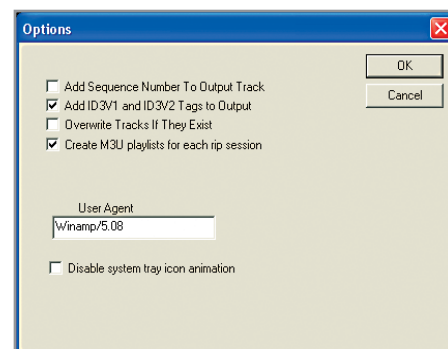 Options
OK
Cancel
Add Sequence Number To Output Track
Add ID3V1 and ID3V2 Tags to Output
Overwrite Tracks If They Exist
Create M3U playlists for each rip session
User Agent
Winamp/5.08
Disable system tray icon animation